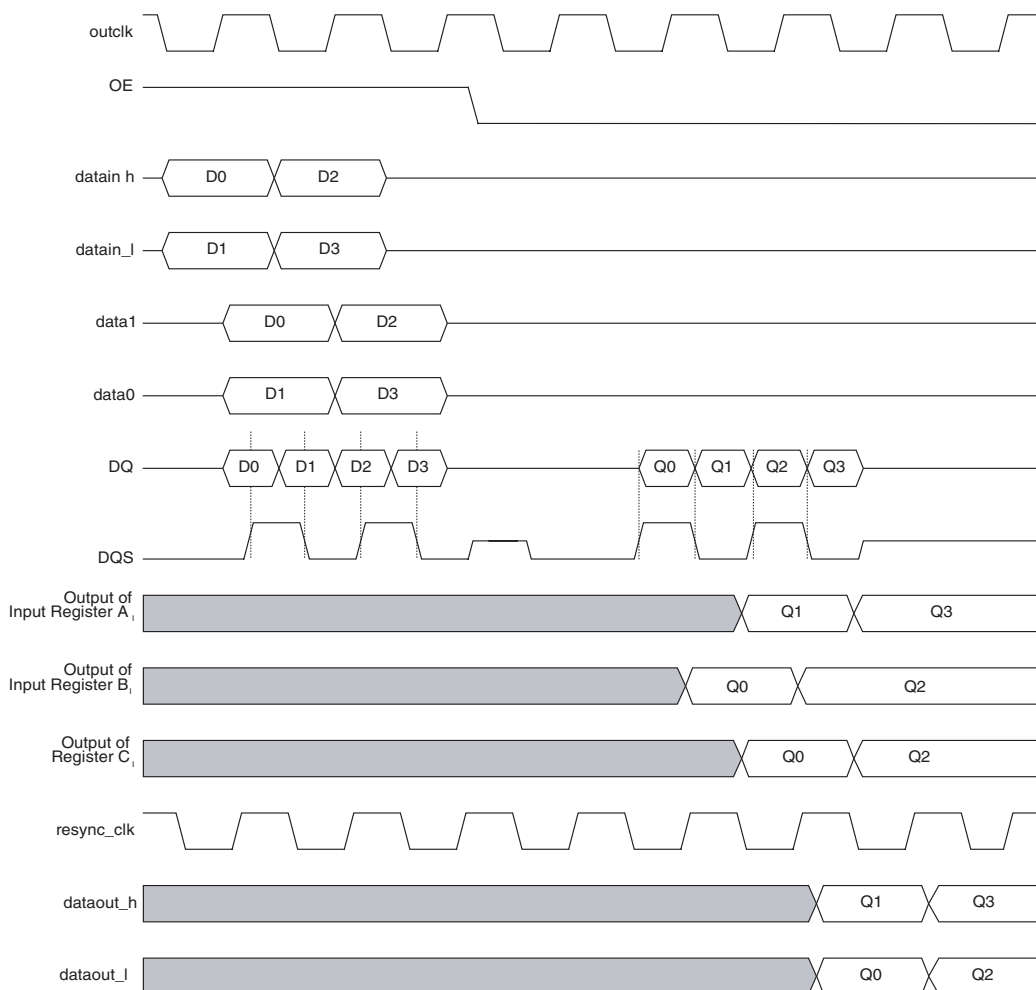 outclk
OE
datain h
D0 D2
datain_l
D1 D3
data1
D0 D2
data0
D1 D3
DQ
D0 D1 D2 D3 Q0 Q1 Q2 Q3
DQS
Output of
Input Register A I
Q1 Q3
Output of
Input Register B I
Q0 Q2
Output of
Register C I
Q0 Q2
resync_clk
dataout_h
Q1 Q3
dataout_l
Q0 Q2